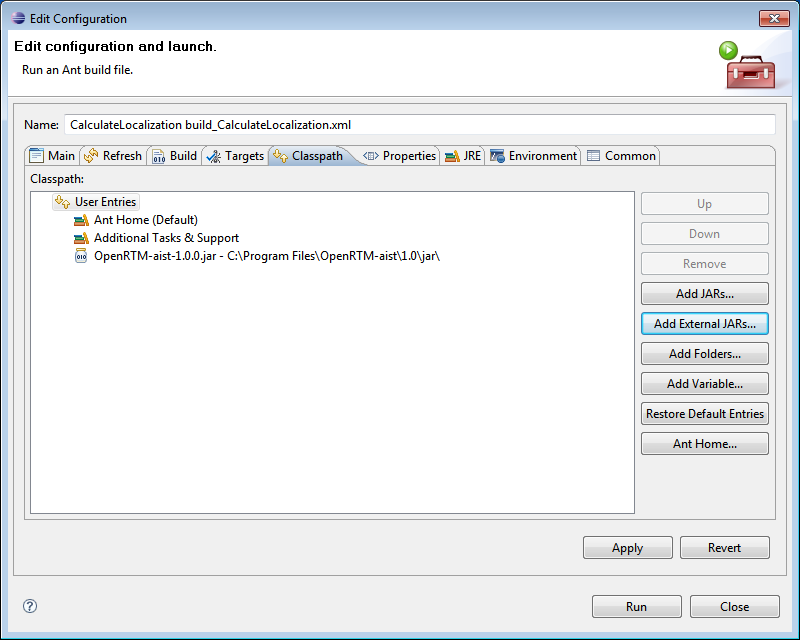 Edit Configuration
Edit configuration and launch.
Run an Ant build file.
Name: CalculateLocalization build_CalculateLocalization.xml
Main Refresh Build Targets Classpath Properties JRE Environment Common
Classpath:
User Entries
Ant Home (Default)
Additional Tasks & Support
OpenRTM-aist-1.0.0.jar - C:\Program Files\OpenRTM-aist\1.0\jar\
Up
Down
Remove
Add JARs...
Add External JARs...
Add Folders...
Add Variable...
Restore Default Entries
Ant Home...
Apply Revert
Run Close